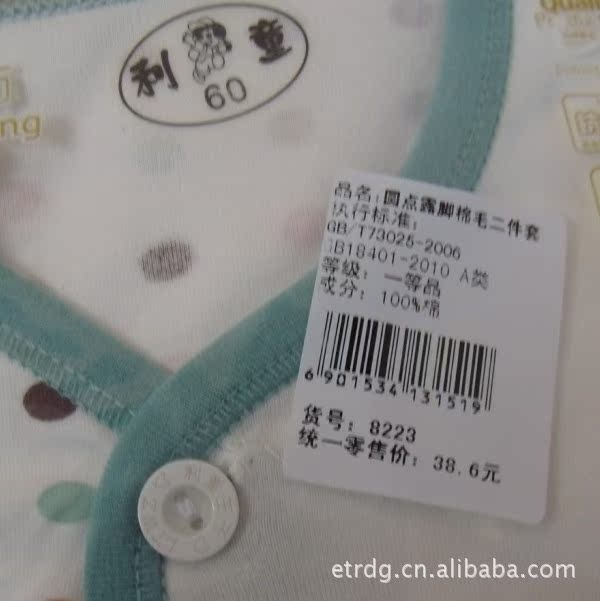 利 童
60
ng
Qualit
品名：圆点露脚棉毛二件套
执行标准：
GB/T73025-2006
GB18401-2010 A类
等级： 一等品
成分： 100%棉
6 901534 131519
货号： 8223
统一零售价： 38.6元
etrdg.cn.alibaba.com